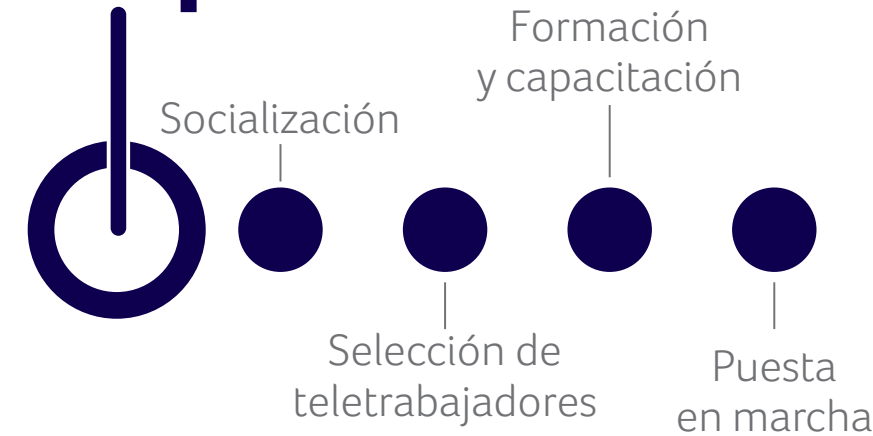 Socialización
Selección de
teletrabajadores
Formación
y capacitación
Puesta
en marcha